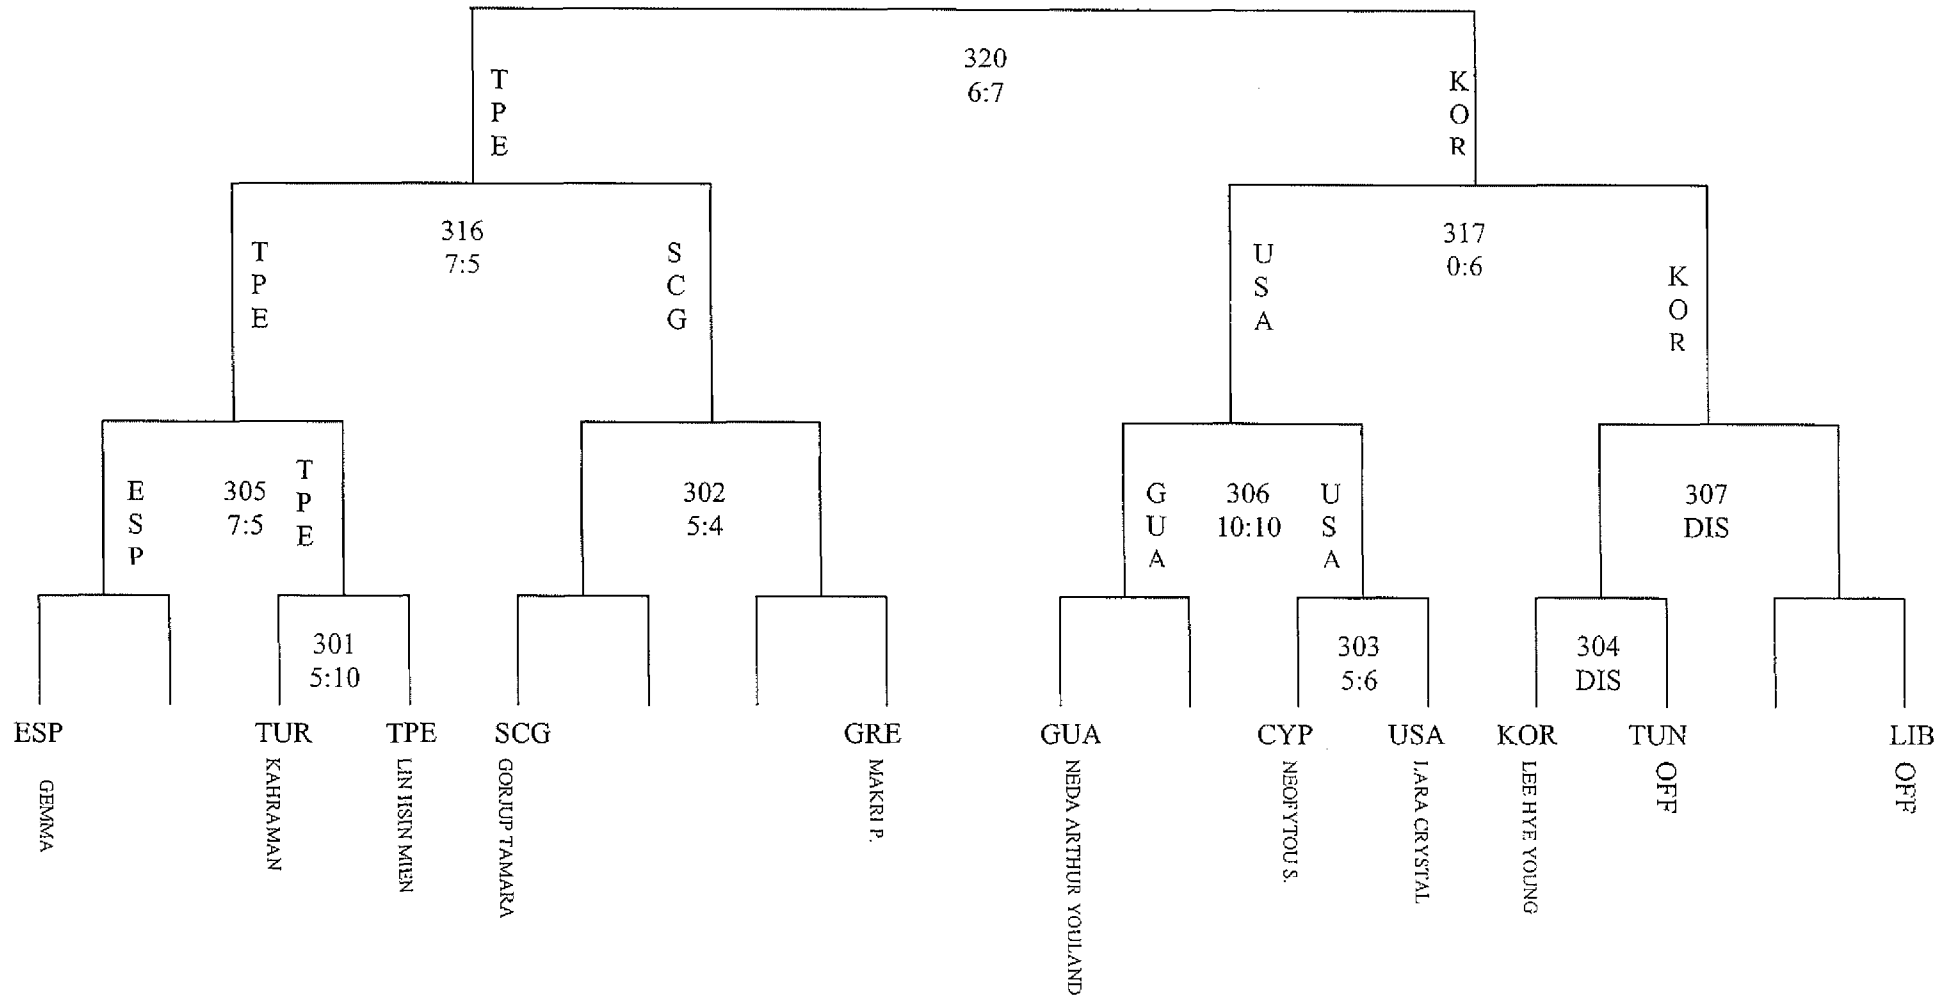 320
6:7
TPE
KOR
316
7:5
317
0:6
TPE
SCG
USA
KOR
ESP
305
7:5
TPE
302
5:4
GUA
306
10:10
USA
307
DIS
301
5:10
303
5:6
304
DIS
ESP
TUR
TPE
SCG
GRE
GUA
CYP
USA
KOR
TUN
LIB
GEMMA
KAHRAMAN
LIN HSIN MIEN
GORJUP TAMARA
MAKRI P.
NEDA ARTHUR YOULAND
NEOFYTOU S.
LARA CRYSTAL
LEE HYE YOUNG
OFF
OFF